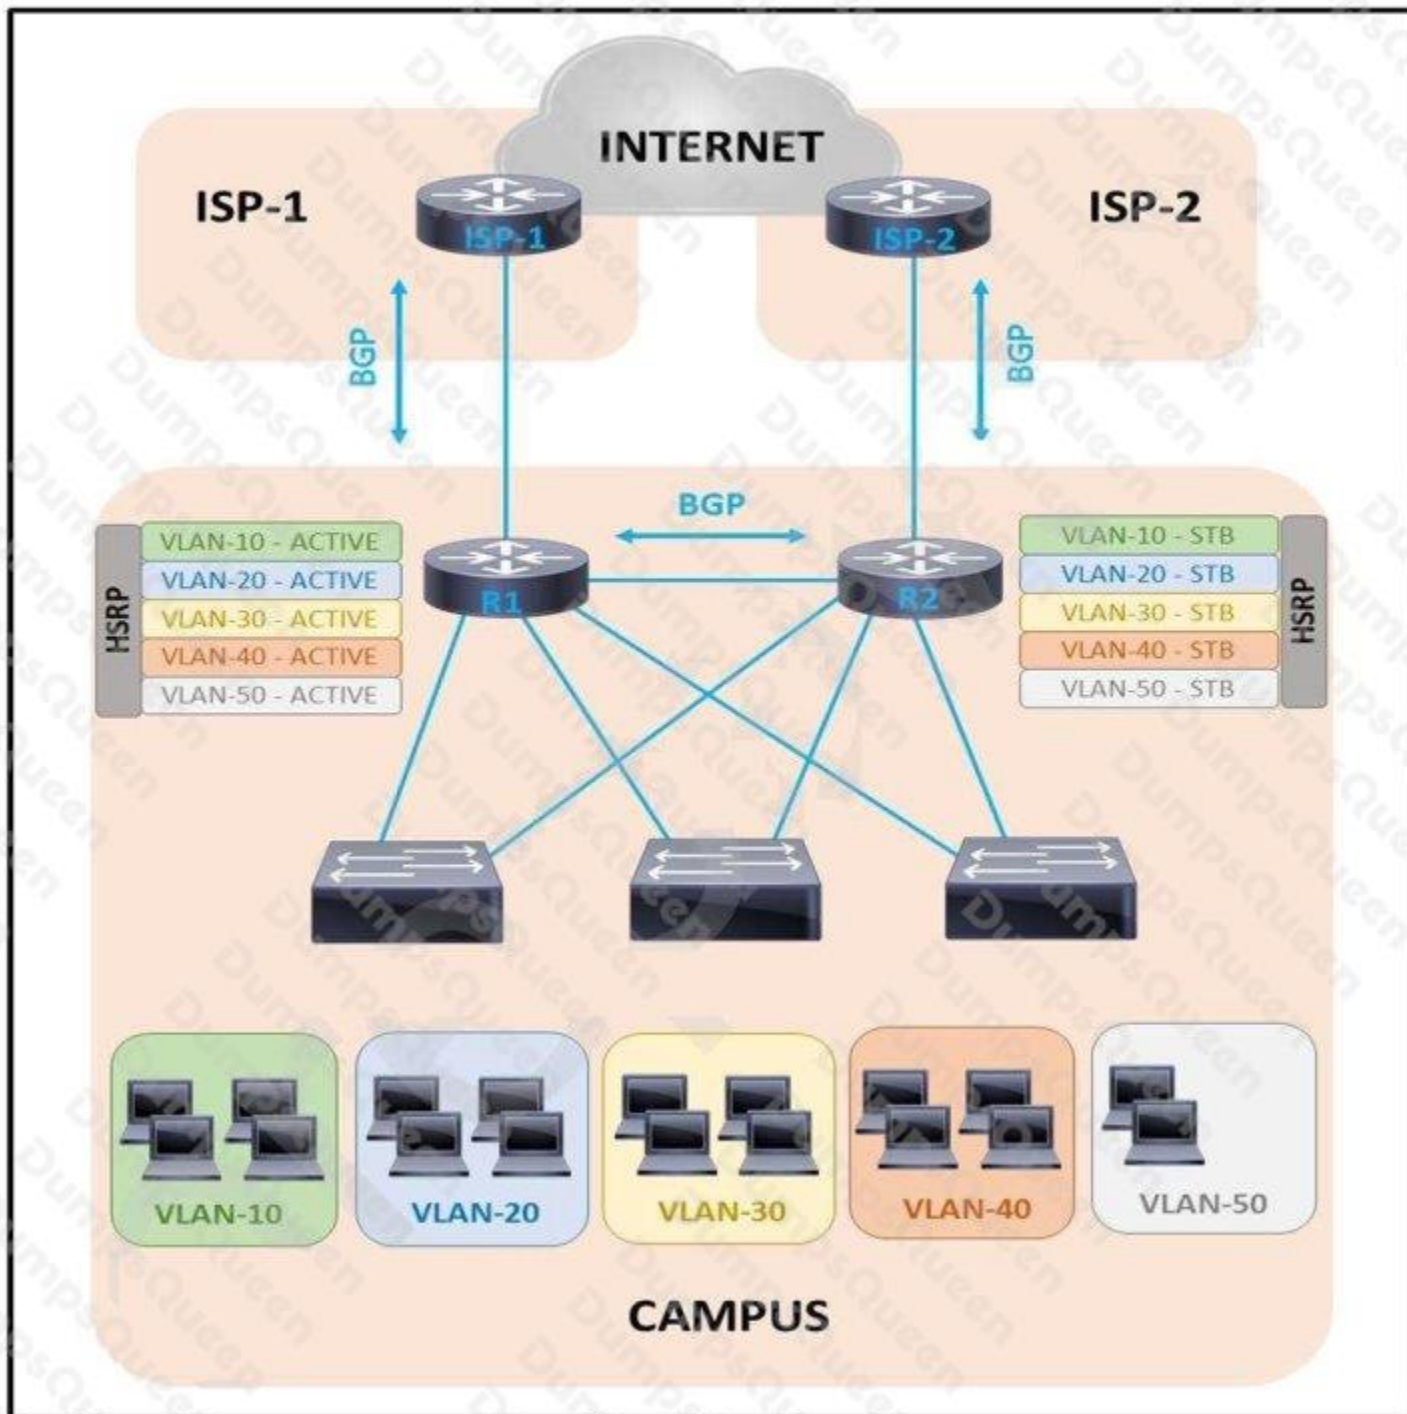 INTERNET
ISP-1
ISP-2
ISP-1
ISP-2
BGP
BGP
BGP
HSRP
VLAN-10 - ACTIVE
VLAN-20 - ACTIVE
VLAN-30 - ACTIVE
VLAN-40 - ACTIVE
VLAN-50 - ACTIVE
R1
R2
VLAN-10 - STB
VLAN-20 - STB
VLAN-30 - STB
VLAN-40 - STB
VLAN-50 - STB
HSRP
VLAN-10
VLAN-20
VLAN-30
VLAN-40
VLAN-50
CAMPUS
DumpsQueen